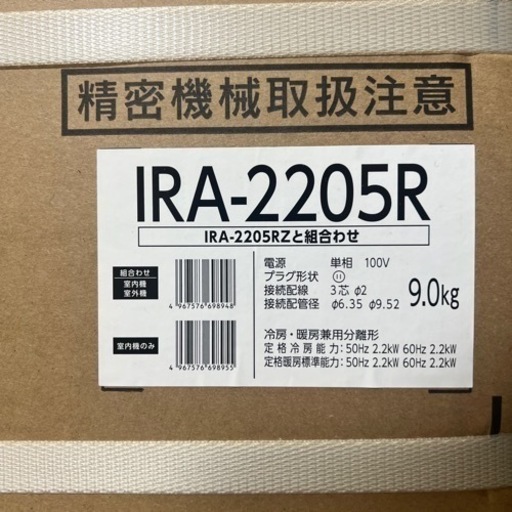 精密機械取扱注意
IRA-2205R
IRA-2205RZと組合わせ
組合わせ
室内機
室外機
4 967576 698948
室内機のみ
4 967576 698955
電源 単相 100V
プラグ形状
接続配線 3芯 φ2
接続配管径 φ6.35 φ9.52
9.0kg
冷房・暖房兼用分離形
定格冷房能力:50Hz 2.2kW 60Hz 2.2kW
定格暖房標準能力:50Hz 2.2kW 60Hz 2.2kW